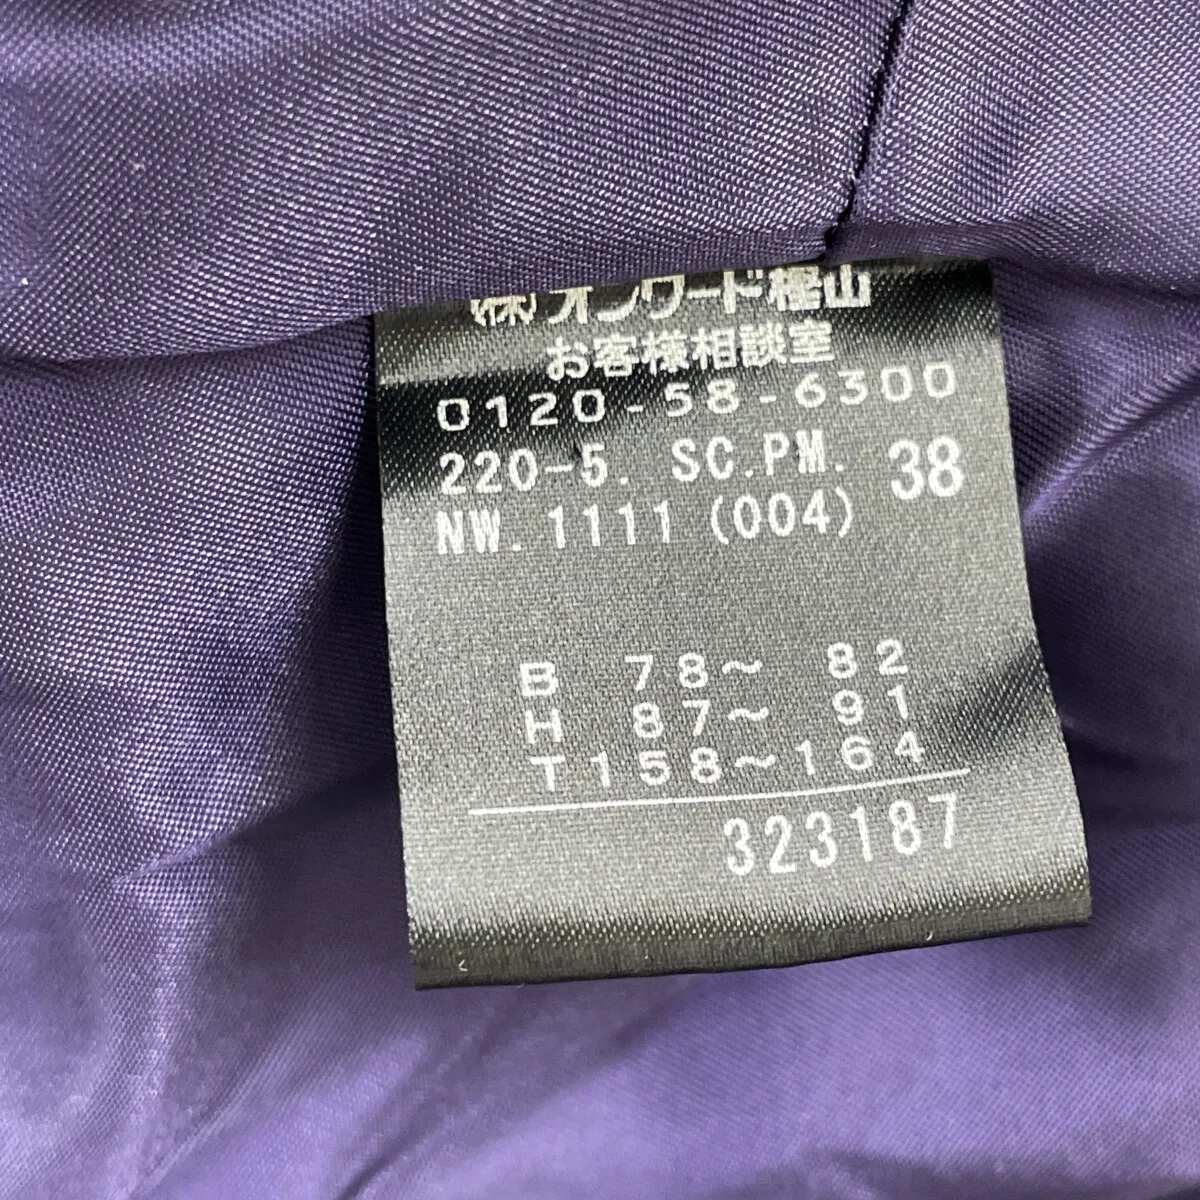 (株)オンワード樫山
お客様相談室
0120-58-6300
220-5. SC.PM. 38
NW. 1111 (004)
B 78~ 82
H 87~ 91
T158~164
323187